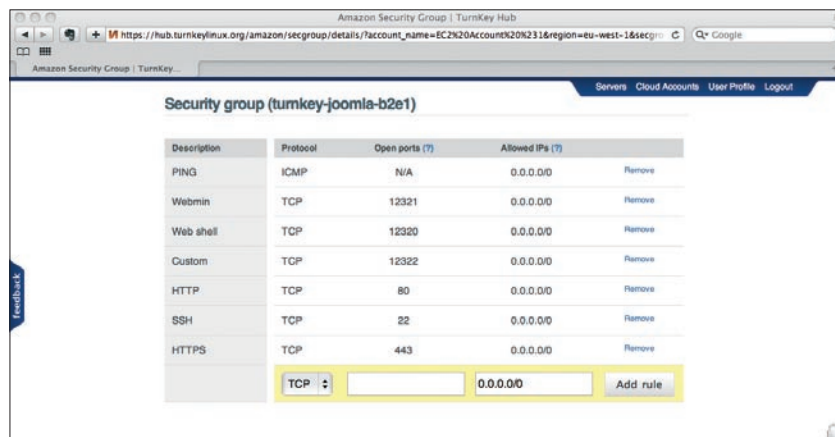 Amazon Security Group | TurnKey Hub
https://hub.turnkeylinux.org/amazon/secgroup/details/?account_name=EC2%20Account%20%231&region=eu-west-1&secgro
Google
Amazon Security Group | TurnKey...
Servers Cloud Accounts User Profile Logout
Security group (turnkey-joomla-b2e1)
Description Protocol Open ports (?) Allowed IPs (?)
PING ICMP N/A 0.0.0.0/0 Remove
Webmin TCP 12321 0.0.0.0/0 Remove
Web shell TCP 12320 0.0.0.0/0 Remove
Custom TCP 12322 0.0.0.0/0 Remove
HTTP TCP 80 0.0.0.0/0 Remove
SSH TCP 22 0.0.0.0/0 Remove
HTTPS TCP 443 0.0.0.0/0 Remove
TCP 0.0.0.0/0 Add rule
feedback